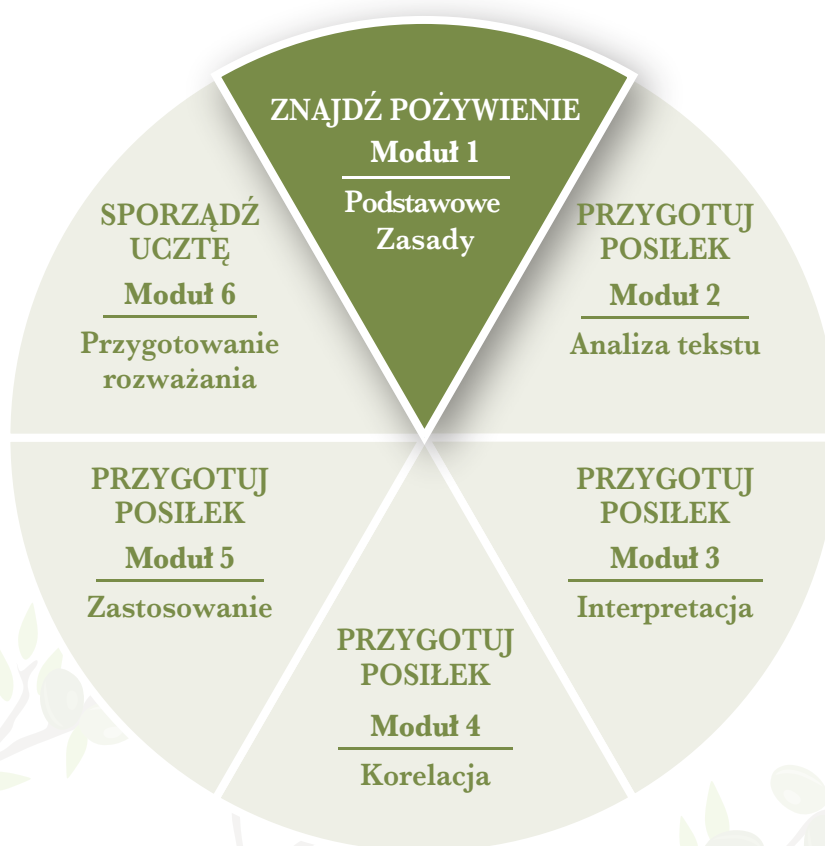 ZNAJDŹ POŻYWIENIE
Moduł 1
Podstawowe
Zasady
PRZYGOTUJ
POSIŁEK
Moduł 2
Analiza tekstu
PRZYGOTUJ
POSIŁEK
Moduł 3
Interpretacja
PRZYGOTUJ
POSIŁEK
Moduł 4
Korelacja
PRZYGOTUJ
POSIŁEK
Moduł 5
Zastosowanie
SPORZĄDŹ
UCZTĘ
Moduł 6
Przygotowanie
rozważania